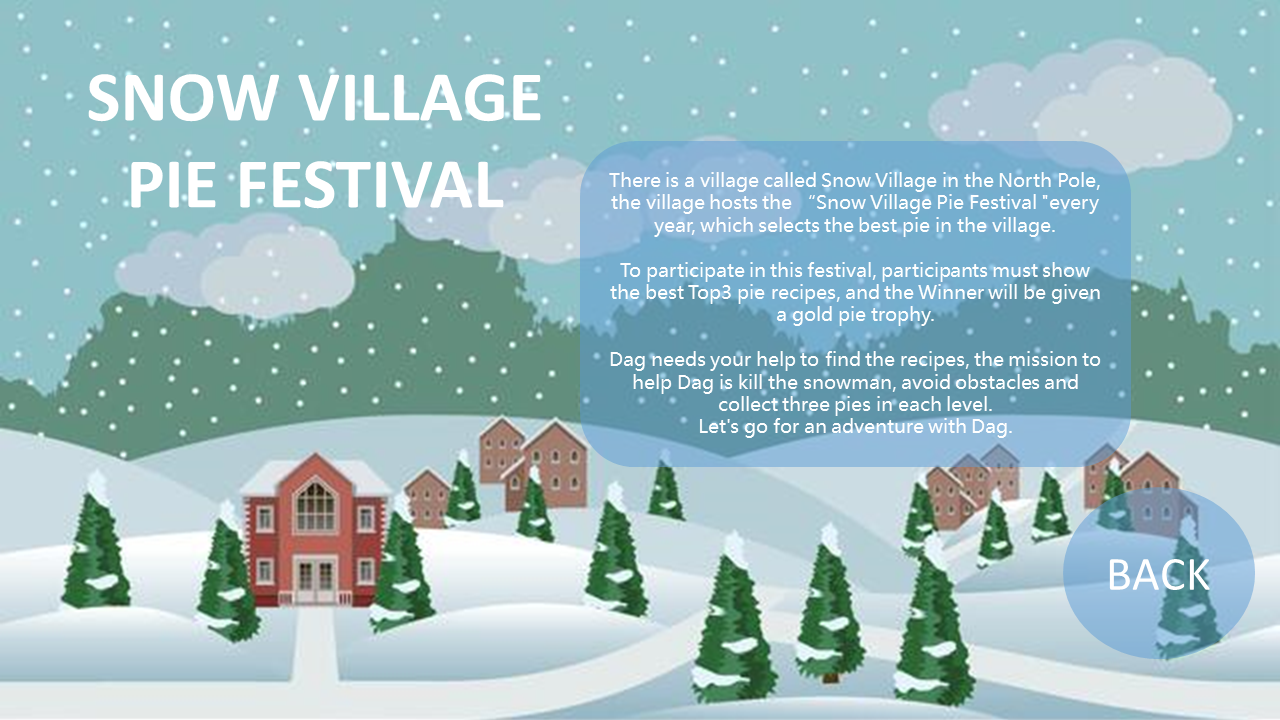 SNOW VILLAGE
PIE FESTIVAL
There is a village called Snow Village in the North Pole,
the village hosts the “Snow Village Pie Festival "every
year, which selects the best pie in the village.
To participate in this festival, participants must show
the best Top3 pie recipes, and the Winner will be given
a gold pie trophy.
Dag needs your help to find the recipes, the mission to
help Dag is kill the snowman, avoid obstacles and
collect three pies in each level.
Let's go for an adventure with Dag.
BACK